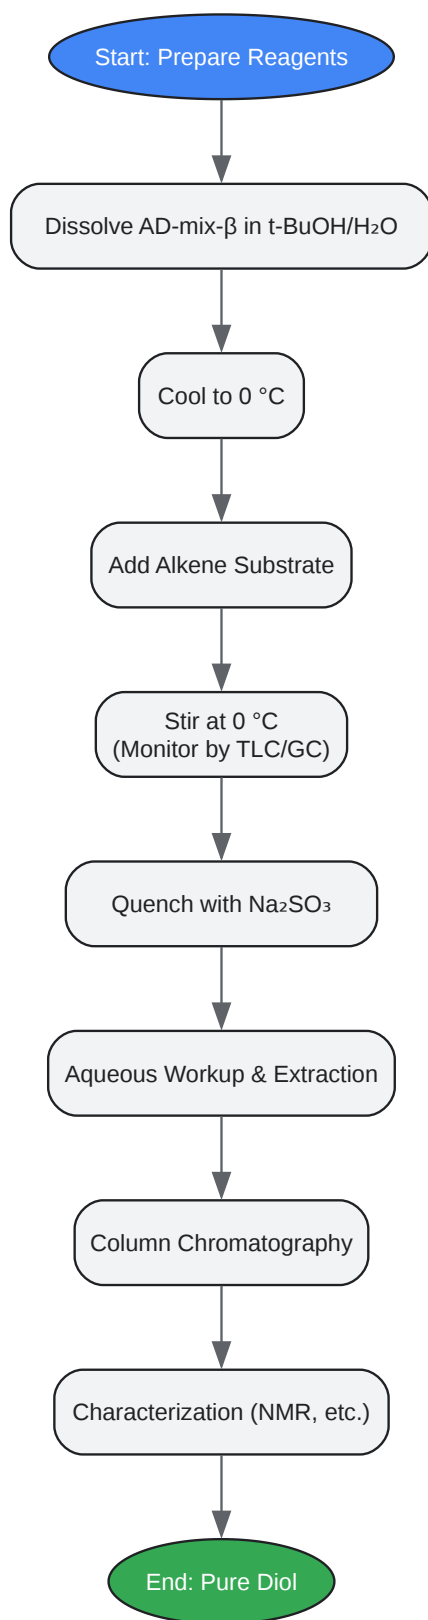 Start: Prepare Reagents
Dissolve AD-mix-β in t-BuOH/H₂O
Cool to 0 °C
Add Alkene Substrate
Stir at 0 °C
(Monitor by TLC/GC)
Quench with Na₂SO₃
Aqueous Workup & Extraction
Column Chromatography
Characterization (NMR, etc.)
End: Pure Diol